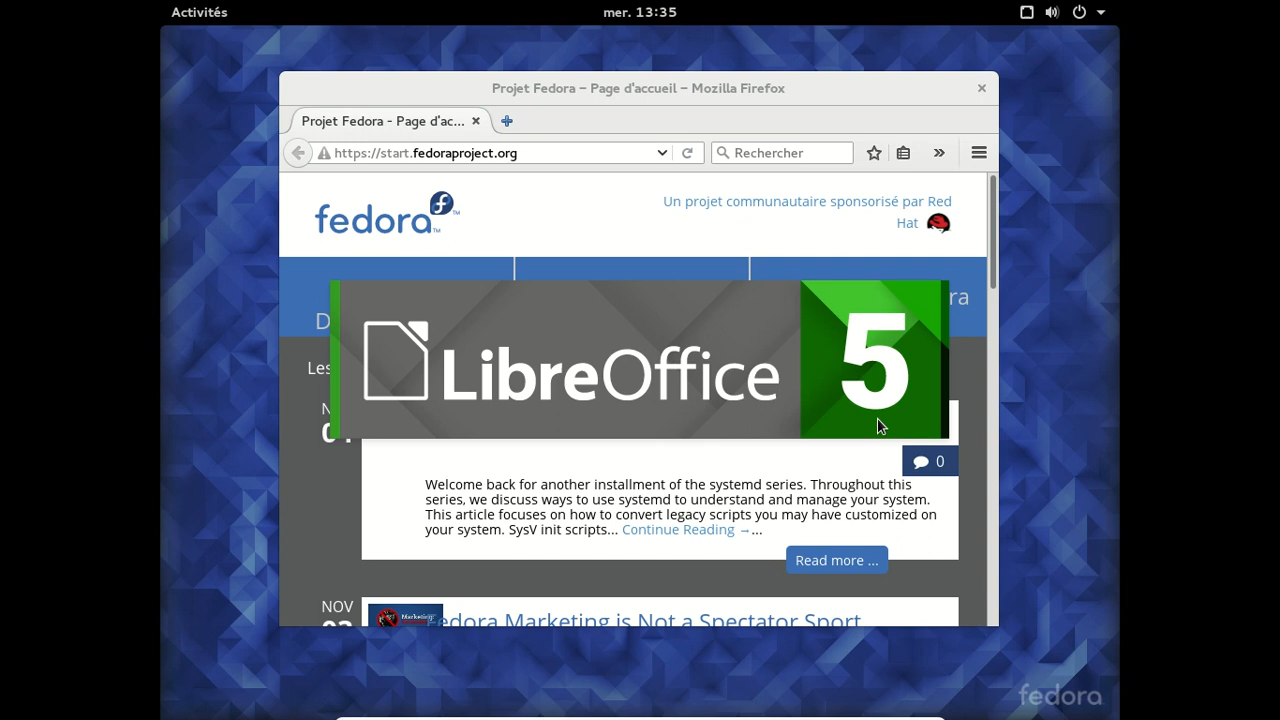 Activités
mer. 13:35
Projet Fedora – Page d'accueil – Mozilla Firefox
Projet Fedora - Page d'ac...
https://start.fedoraproject.org
Rechercher
fedora
Un projet communautaire sponsorisé par Red
Hat
ra
D
Les
LibreOffice
5
0
Welcome back for another installment of the systemd series. Throughout this
series, we discuss ways to use systemd to understand and manage your system.
This article focuses on how to convert legacy scripts you may have customized on
your system. SysV init scripts... Continue Reading →...
Read more ...
NOV
Marketing
Fedora Marketing is Not a Spectator Sport
fedora